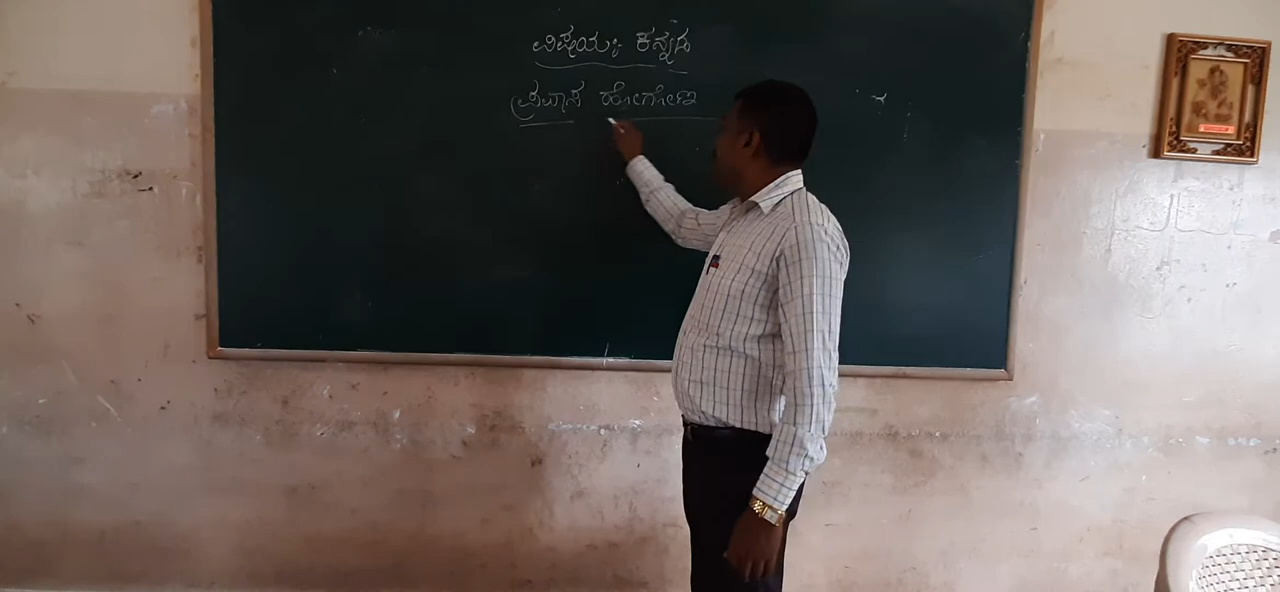 ವಿಷಯ: ಕನ್ನಡ
ಪ್ರವಾಸ ಹೋಗೋಣ